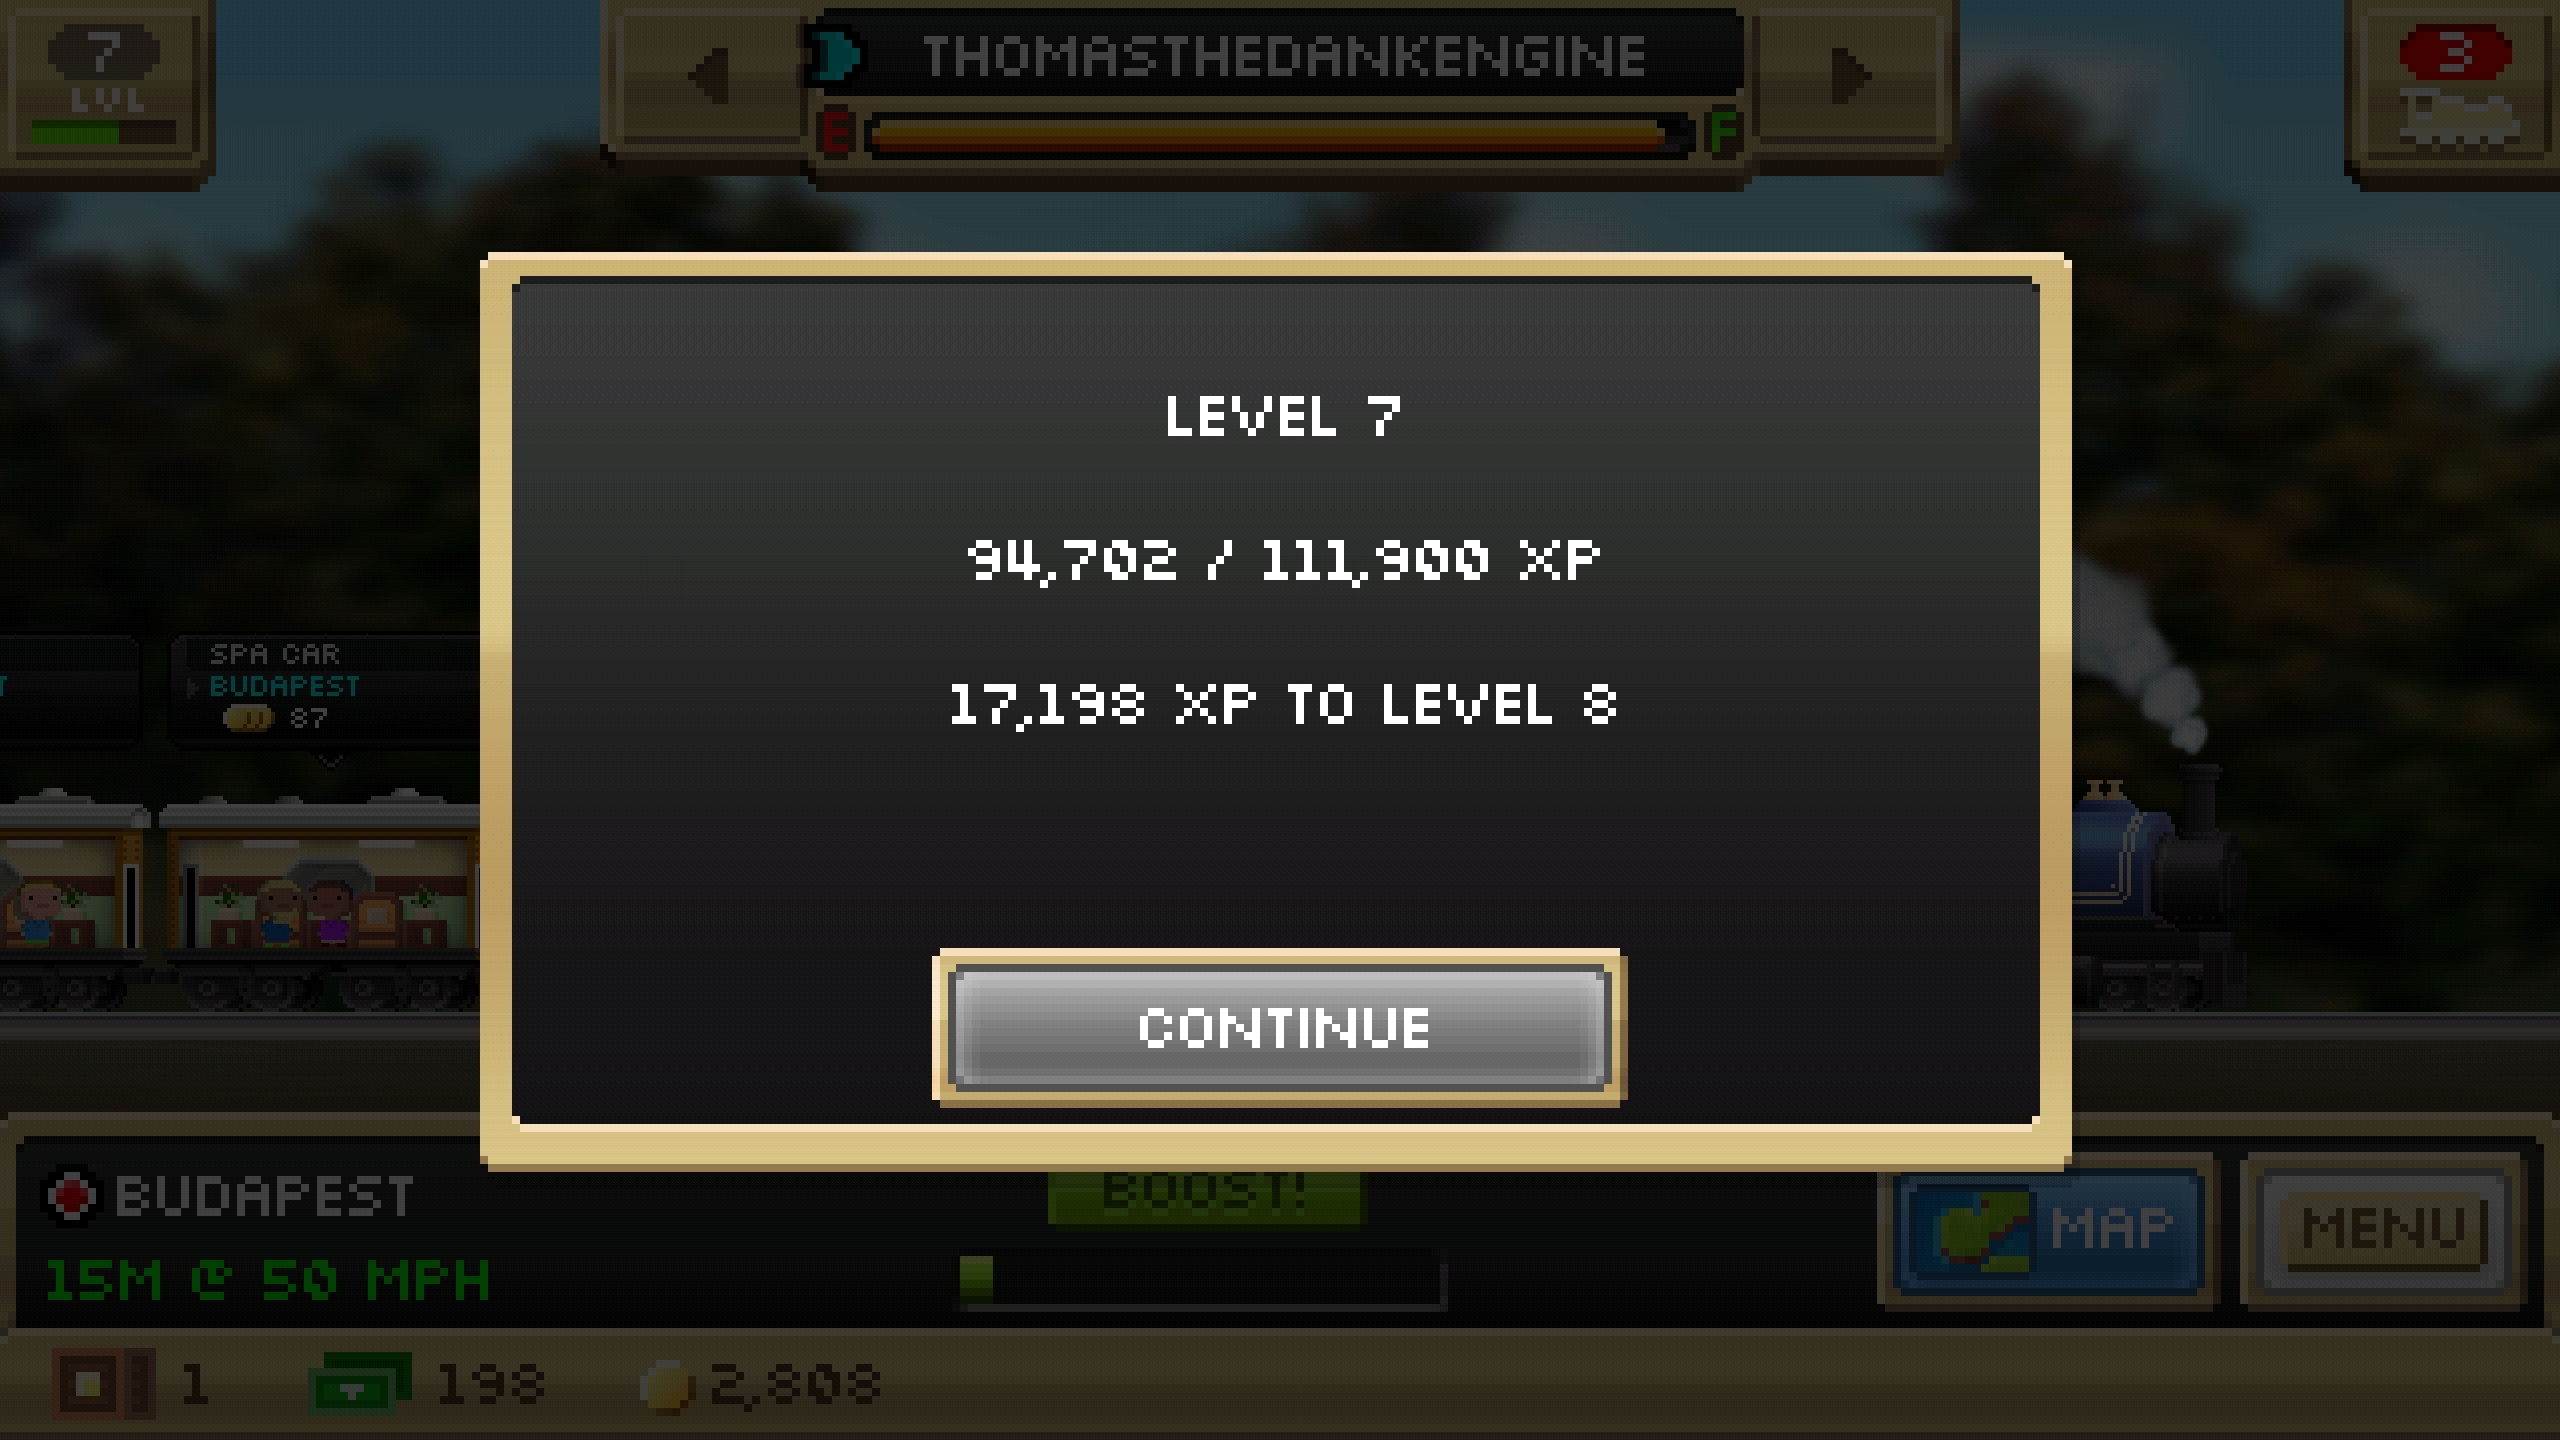 7
LVL
THOMASTHEDANKENGINE
E
F
3
LEVEL 7
94,702 / 111,900 XP
17,198 XP TO LEVEL 8
SPA CAR
BUDAPEST
87
CONTINUE
BUDAPEST
15M @ 50 MPH
BOOST!
MAP
MENU
1
198
2,808